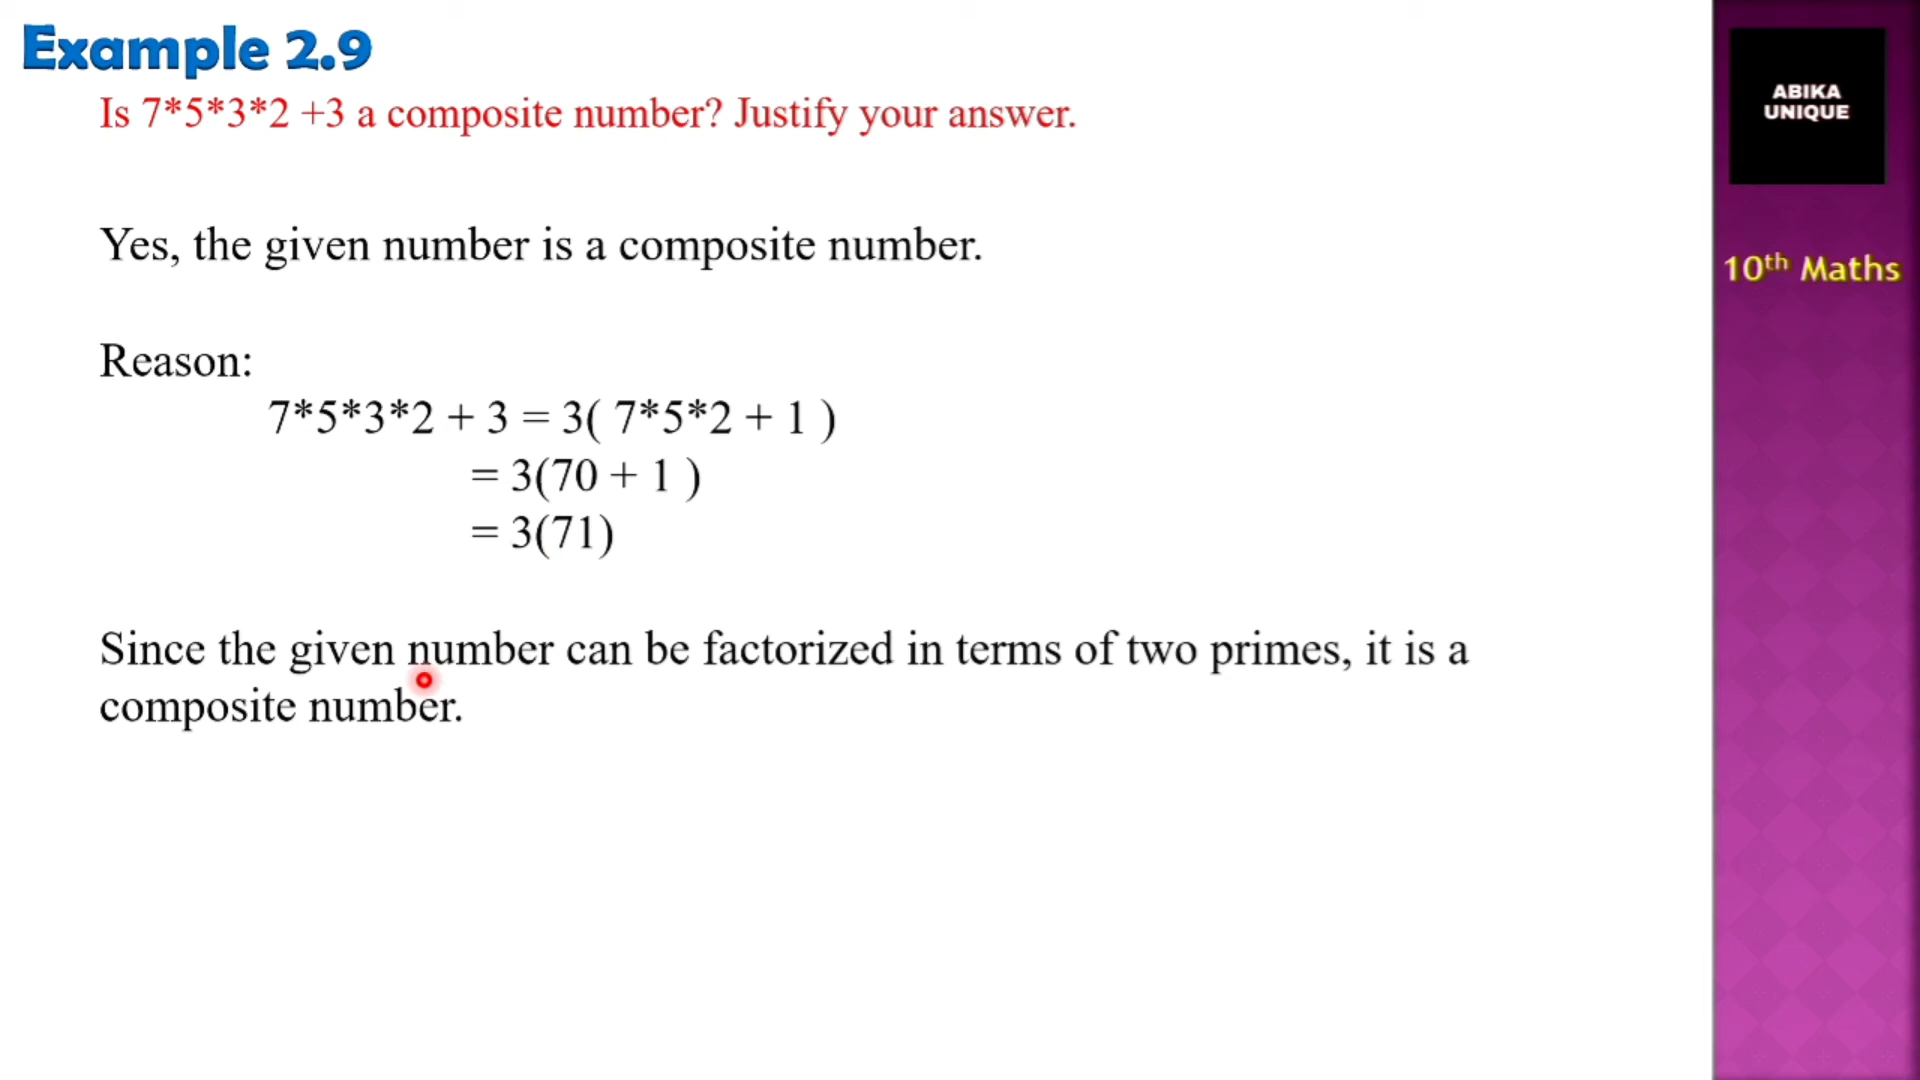 Example 2.9
Is 7*5*3*2 +3 a composite number? Justify your answer.
Yes, the given number is a composite number.
Reason:
7*5*3*2 + 3 = 3( 7*5*2 + 1 )
= 3(70 + 1 )
= 3(71)
Since the given number can be factorized in terms of two primes, it is a
composite number.
ABIKA
UNIQUE
10th Maths